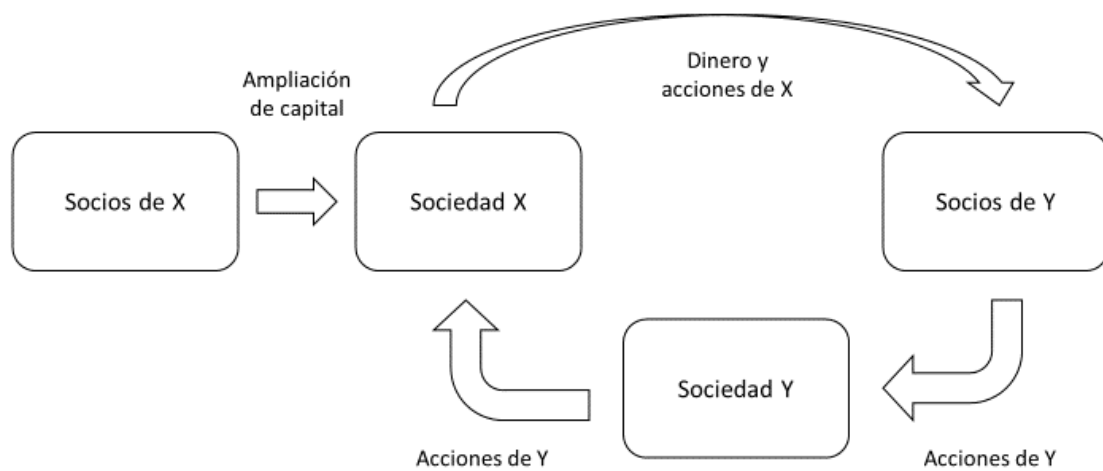 Dinero y
acciones de X
Ampliación
de capital
Socios de X
Sociedad X
Socios de Y
Sociedad Y
Acciones de Y
Acciones de Y